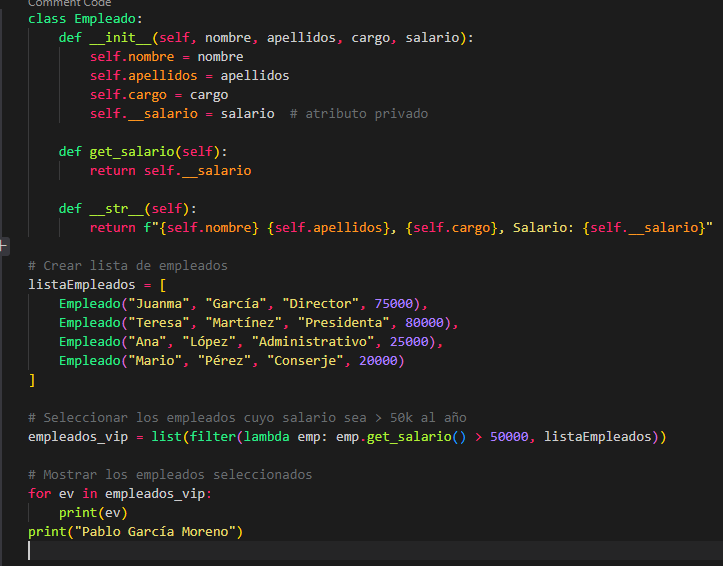 Comment Code
class Empleado:
    def __init__(self, nombre, apellidos, cargo, salario):
        self.nombre = nombre
        self.apellidos = apellidos
        self.cargo = cargo
        self.__salario = salario  # atributo privado

    def get_salario(self):
        return self.__salario

    def __str__(self):
        return f"{self.nombre} {self.apellidos}, {self.cargo}, Salario: {self.__salario}"

# Crear lista de empleados
listaEmpleados = [
    Empleado("Juanma", "García", "Director", 75000),
    Empleado("Teresa", "Martínez", "Presidenta", 80000),
    Empleado("Ana", "López", "Administrativo", 25000),
    Empleado("Mario", "Pérez", "Conserje", 20000)
]

# Seleccionar los empleados cuyo salario sea > 50k al año
empleados_vip = list(filter(lambda emp: emp.get_salario() > 50000, listaEmpleados))

# Mostrar los empleados seleccionados
for ev in empleados_vip:
    print(ev)
print("Pablo García Moreno")